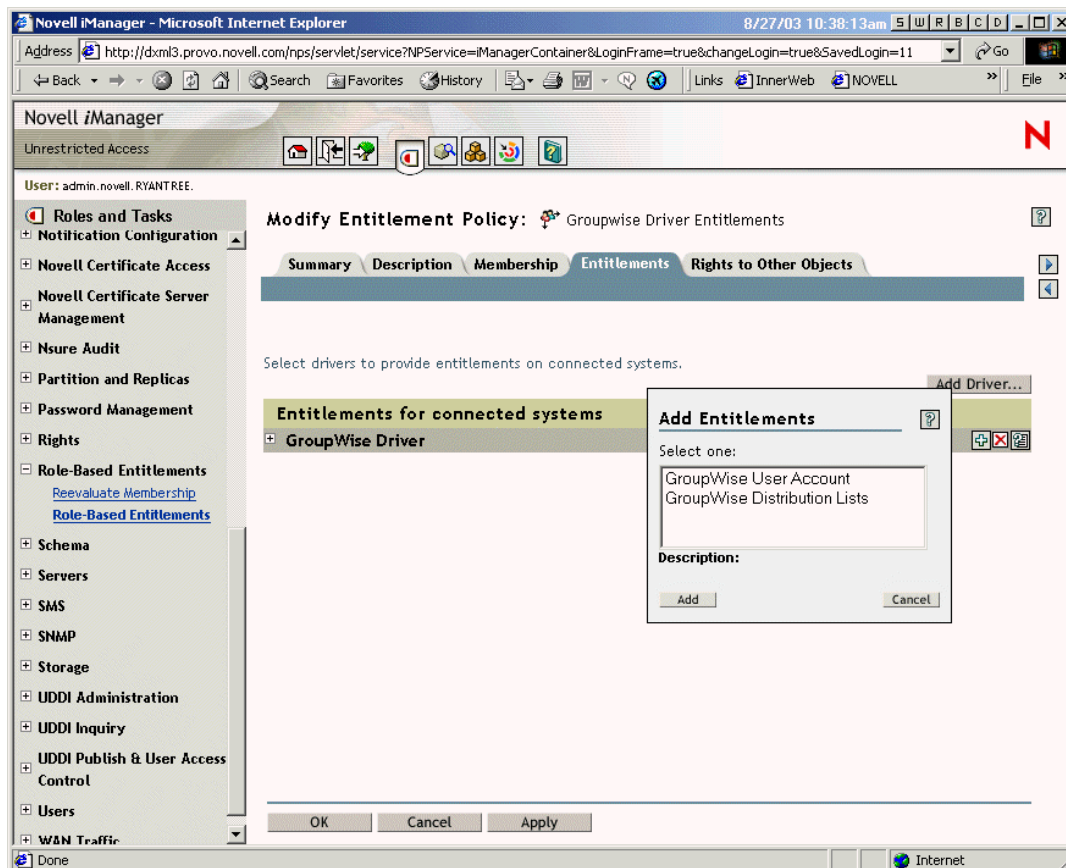 Novell iManager - Microsoft Internet Explorer
8/27/03 10:38:13am
S U R B C D
Address http://dxml3.provo.novell.com/nps/servlet/service?NPService=iManagerContainer&LoginFrame=true&changeLogin=true&SavedLogin=11 Go
Back Search Favorites History Links InnerWeb NOVELL » File »
Novell iManager
Unrestricted Access
N
User: admin.novell.RYANTREE.
Roles and Tasks
Notification Configuration
Novell Certificate Access
Novell Certificate Server
Management
Nsure Audit
Partition and Replicas
Password Management
Rights
Role-Based Entitlements
Reevaluate Membership
Role-Based Entitlements
Schema
Servers
SMS
SNMP
Storage
UDDI Administration
UDDI Inquiry
UDDI Publish & User Access
Control
Users
WAN Traffic
Modify Entitlement Policy: Groupwise Driver Entitlements
Summary Description Membership Entitlements Rights to Other Objects
Select drivers to provide entitlements on connected systems.
Add Driver...
Entitlements for connected systems
GroupWise Driver
Add Entitlements
Select one:
GroupWise User Account
GroupWise Distribution Lists
Description:
Add Cancel
OK Cancel Apply
Done Internet